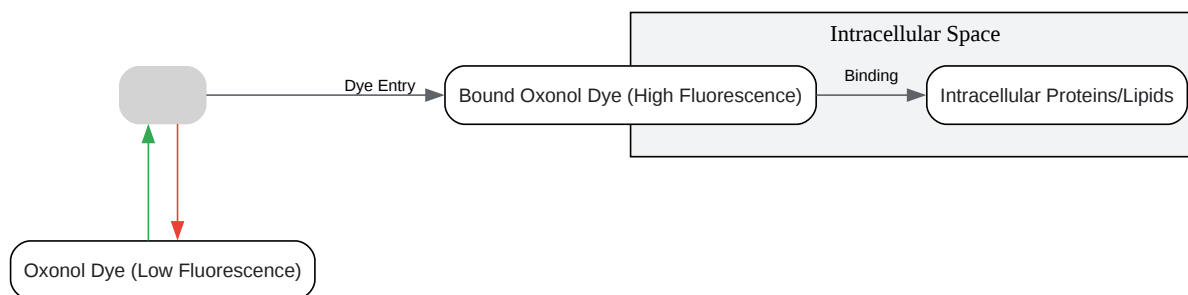 Intracellular Space
Dye Entry
Bound Oxonol Dye (High Fluorescence)
Binding
Intracellular Proteins/Lipids
Oxonol Dye (Low Fluorescence)